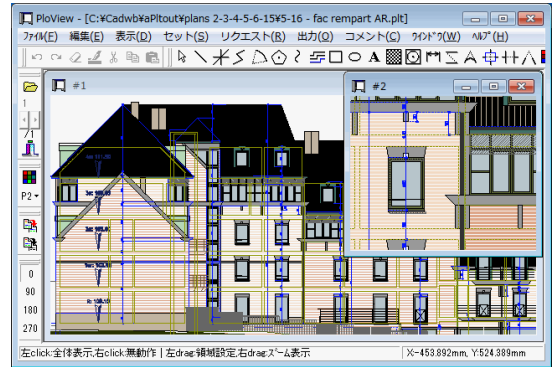 PloView - [C:¥Cadwb¥aPltout¥plans 2-3-4-5-6-15¥5-16 - fac rempart AR.plt]
ﾌｧｲﾙ(F) 編集(E) 表示(D) セット(S) リクエスト(R) 出力(O) コメント(C) ｳｲﾝﾄﾞｳ(W) ﾍﾙﾌﾟ(H)
A
#1
#2
1
/1
P2
0
90
180
270
左click:全体表示,右click:無動作 | 左drag:領域設定,右drag:ｽﾞｰﾑ表示
X:-453.892mm, Y:524.389mm